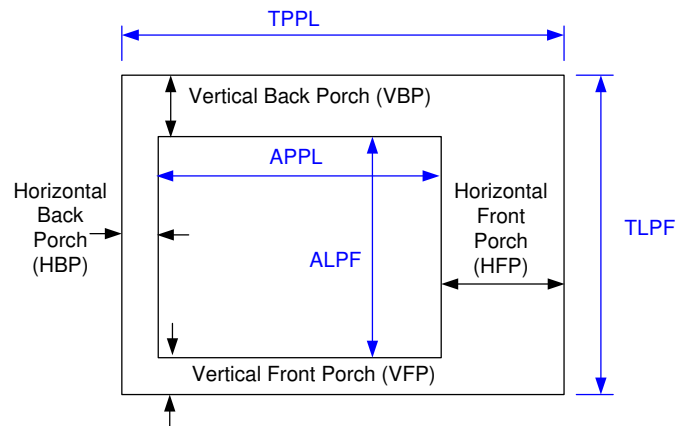 TPPL
Vertical Back Porch (VBP)
APPL
Horizontal
Back
Porch
(HBP)
Horizontal
Front
Porch
(HFP)
TLPF
ALPF
Vertical Front Porch (VFP)